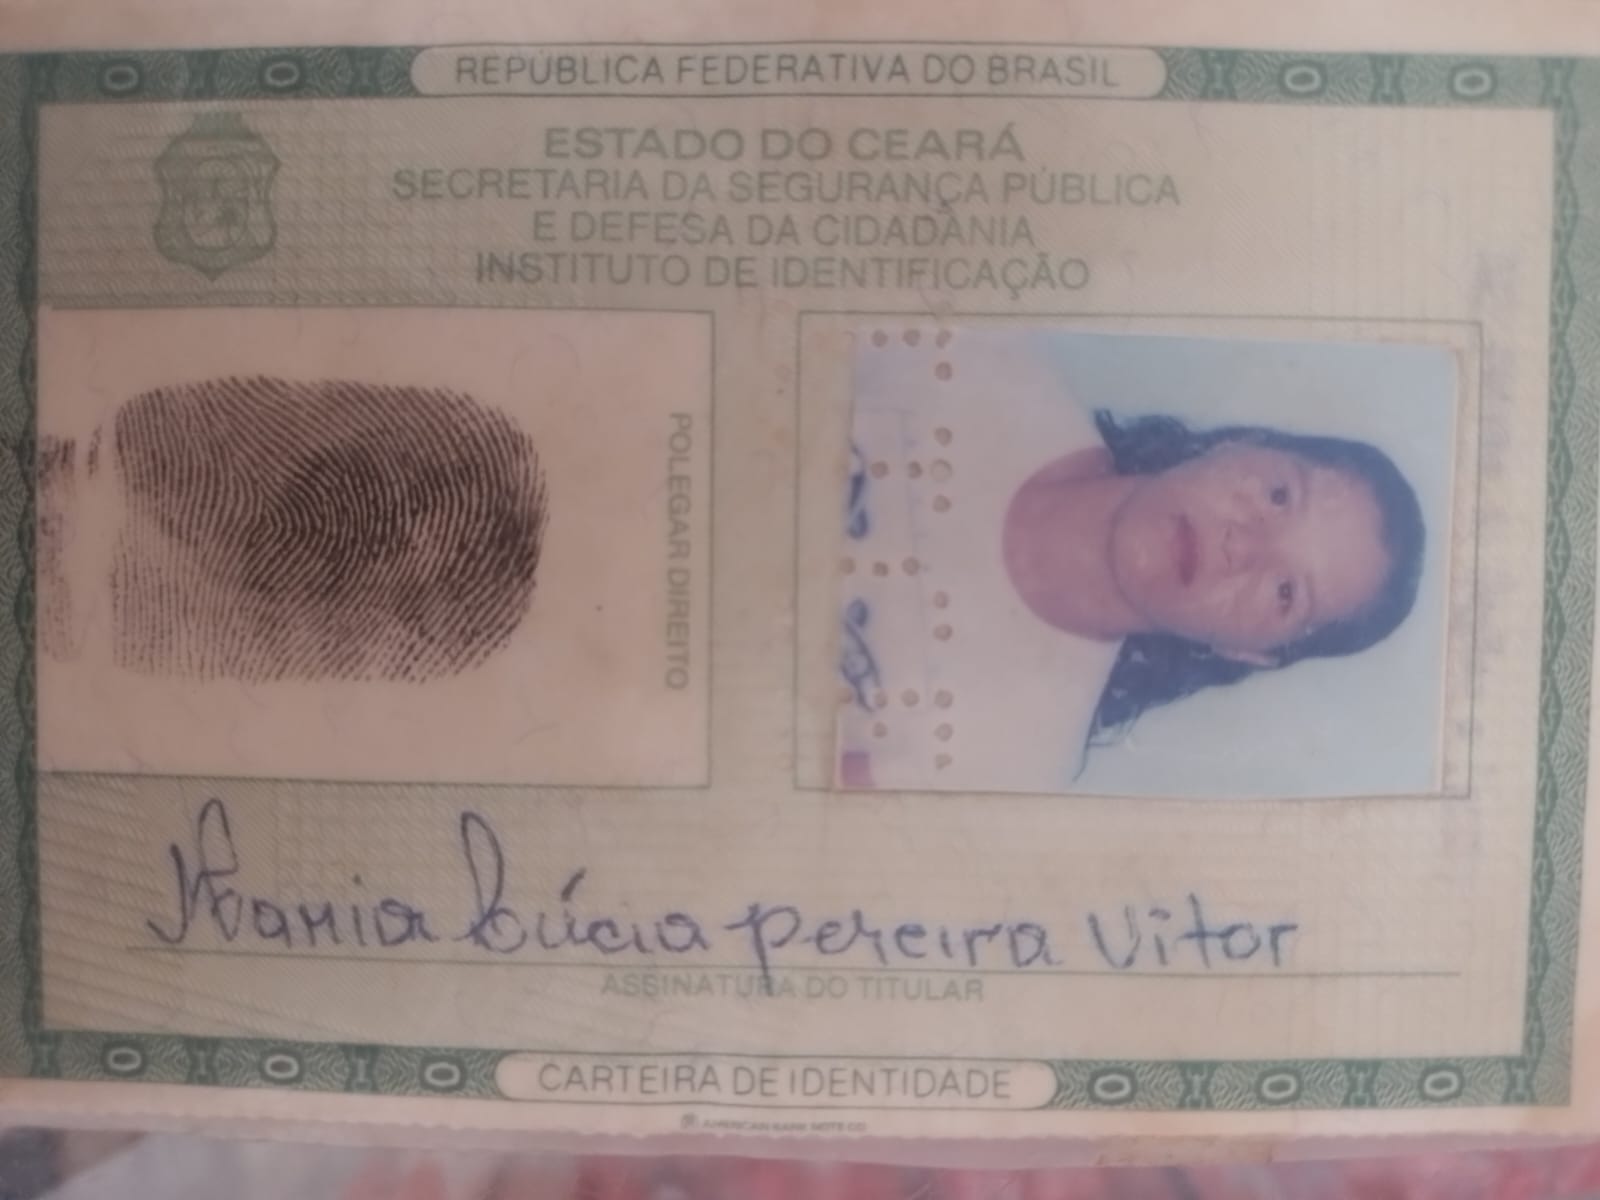 REPÚBLICA FEDERATIVA DO BRASIL
ESTADO DO CEARÁ
SECRETARIA DA SEGURANÇA PÚBLICA
E DEFESA DA CIDADANIA
INSTITUTO DE IDENTIFICAÇÃO
POLEGAR DIREITO
Maria Lúcia pereira Vitor
ASSINATURA DO TITULAR
CARTEIRA DE IDENTIDADE
AMERICAN BANK NOTE CO